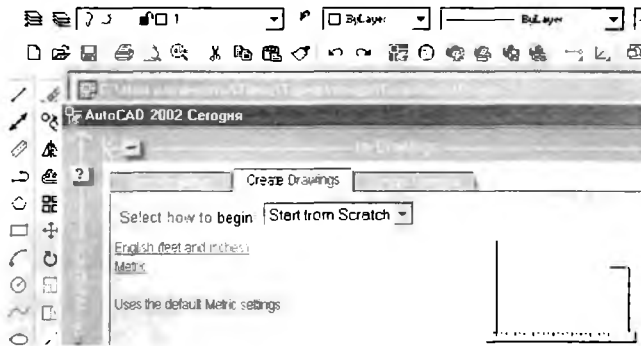 1 ByLayer ByLayer
AutoCAD 2002 Сегодня
Create Drawings
Select how to begin Start from Scratch
English (feet and inches)
Metric
Uses the default Metric settings